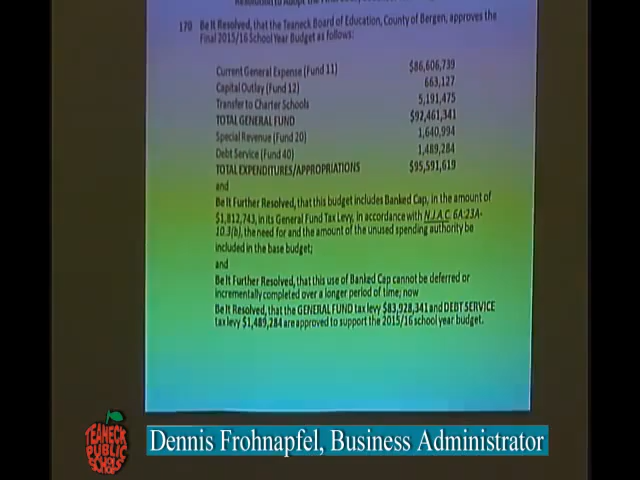 179 Be It Resolved, that the Teaneck Board of Education, County of Bergen, approves the
Final 2015/16 School Year Budget as follows:
Current General Expense (Fund 11) $86,606,739
Capital Outlay (Fund 12) 663,127
Transfer to Charter Schools 5,191,475
TOTAL GENERAL FUND $92,461,341
Special Revenue (Fund 20) 1,640,994
Debt Service (Fund 40) 1,489,284
TOTAL EXPENDITURES/APPROPRIATIONS $95,591,619
and
Be It Further Resolved, that this budget includes Banked Cap, in the amount of
$1,812,743, in its General Fund Tax Levy, in accordance with N.J.A.C. 6A:23A-
10.3(b), the need for and the amount of the unused spending authority be
included in the base budget;
and
Be It Further Resolved, that this use of Banked Cap cannot be deferred or
incrementally completed over a longer period of time; now
Be It Resolved, that the GENERAL FUND tax levy $83,928,341 and DEBT SERVICE
tax levy $1,489,284 are approved to support the 2015/16 school year budget.
TEANECK
PUBLIC
SCHOOLS
Dennis Frohnapfel, Business Administrator